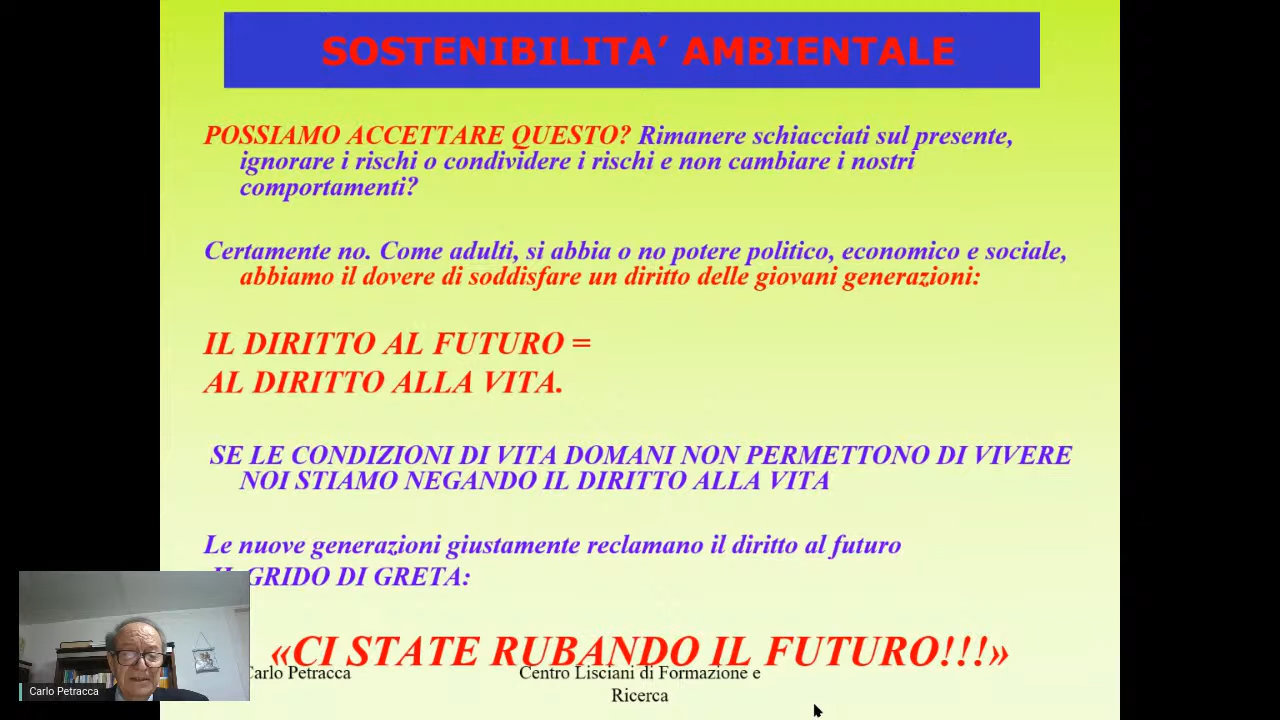 SOSTENIBILITA’ AMBIENTALE
POSSIAMO ACCETTARE QUESTO? Rimanere schiacciati sul presente,
ignorare i rischi o condividere i rischi e non cambiare i nostri
comportamenti?
Certamente no. Come adulti, si abbia o no potere politico, economico e sociale,
abbiamo il dovere di soddisfare un diritto delle giovani generazioni:
IL DIRITTO AL FUTURO =
AL DIRITTO ALLA VITA.
SE LE CONDIZIONI DI VITA DOMANI NON PERMETTONO DI VIVERE
NOI STIAMO NEGANDO IL DIRITTO ALLA VITA
Le nuove generazioni giustamente reclamano il diritto al futuro
IL GRIDO DI GRETA:
«CI STATE RUBANDO IL FUTURO!!!»
Carlo Petracca
Centro Lisciani di Formazione e
Ricerca
Carlo Petracca